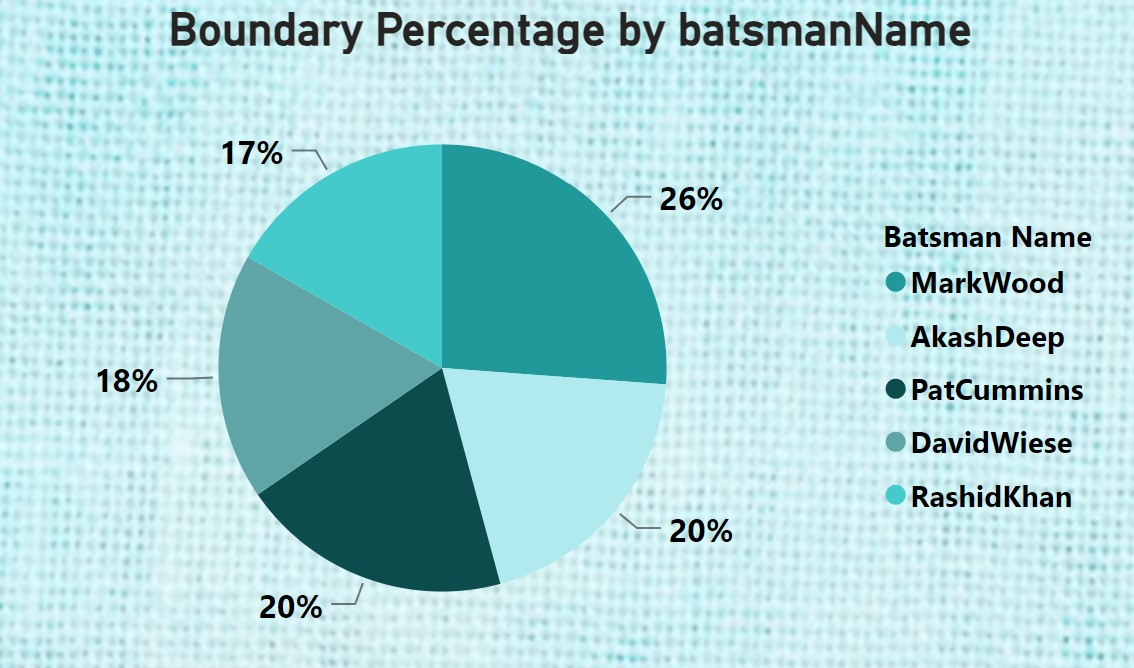 Boundary Percentage by batsmanName
17%
26%
18%
20%
20%
Batsman Name
MarkWood
AkashDeep
PatCummins
DavidWiese
RashidKhan